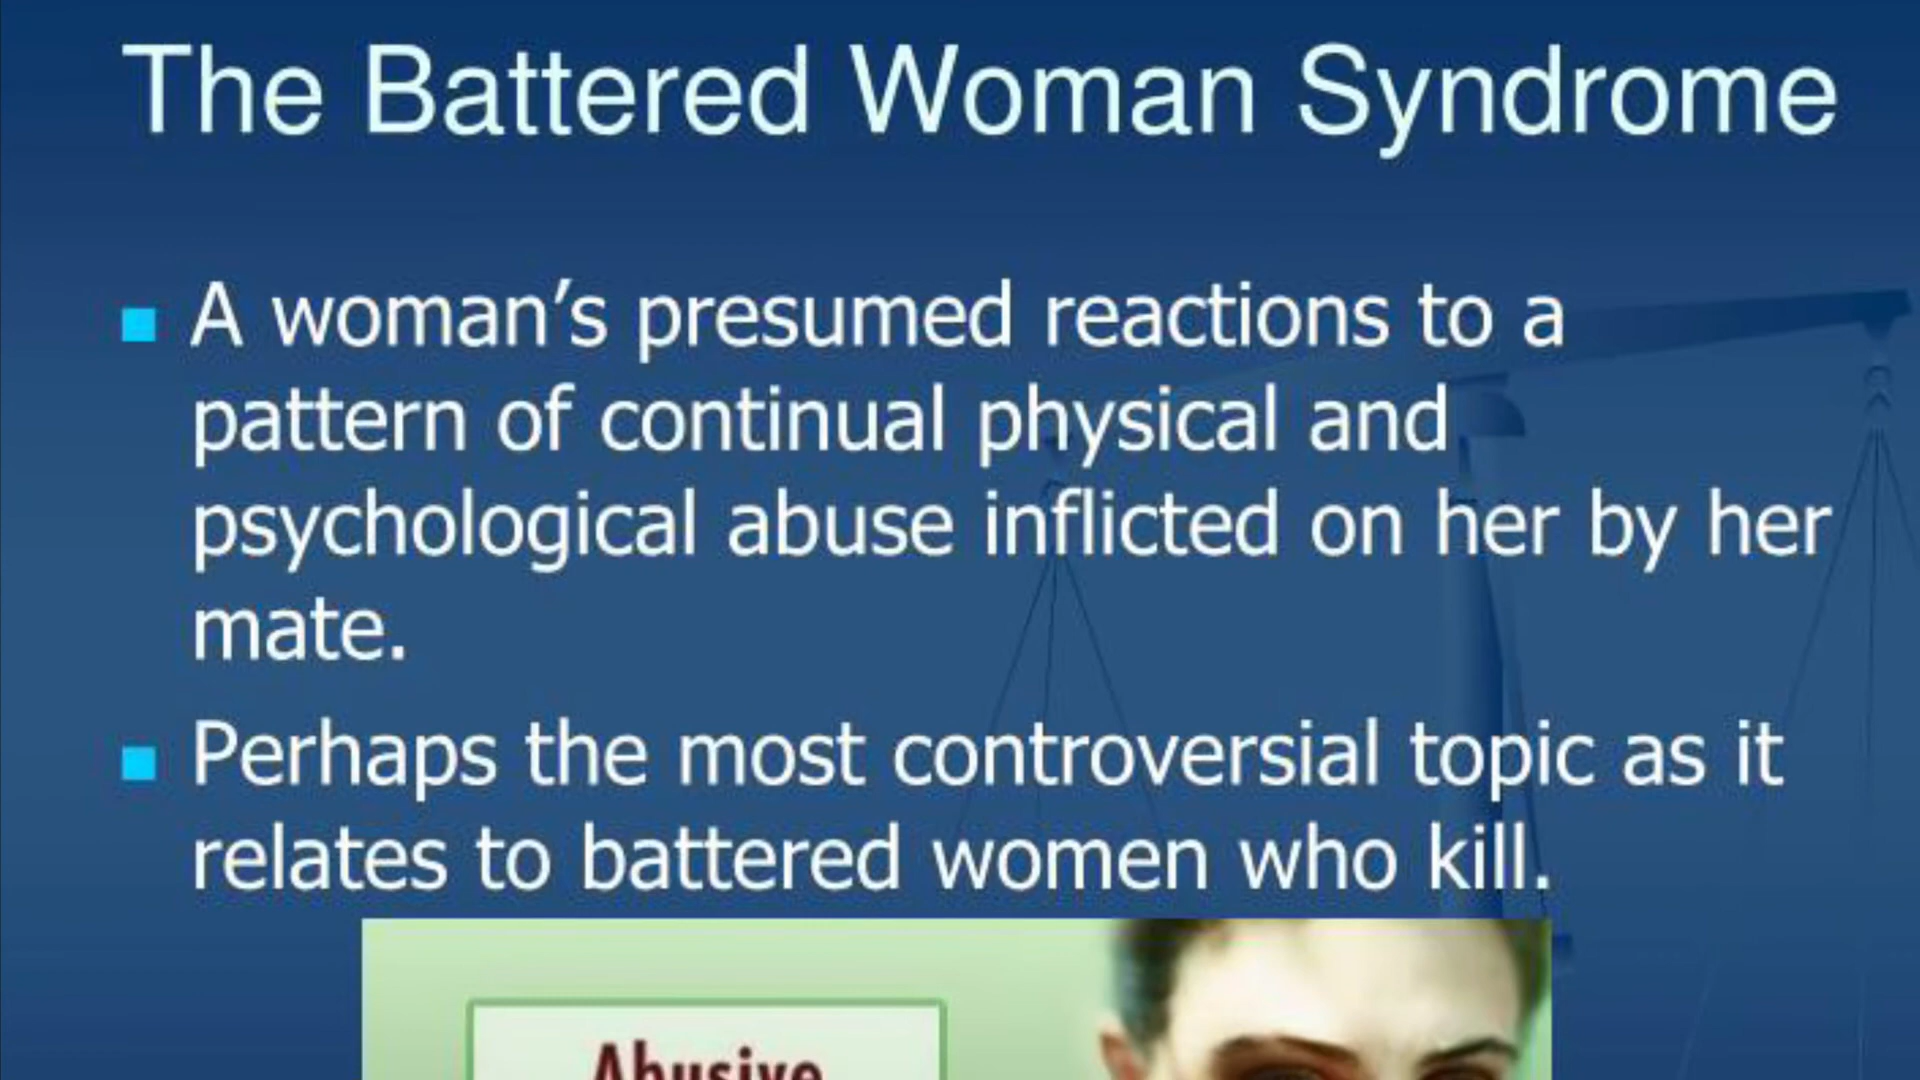 The Battered Woman Syndrome
A woman’s presumed reactions to a
pattern of continual physical and
psychological abuse inflicted on her by her
mate.
Perhaps the most controversial topic as it
relates to battered women who kill.
Abusive